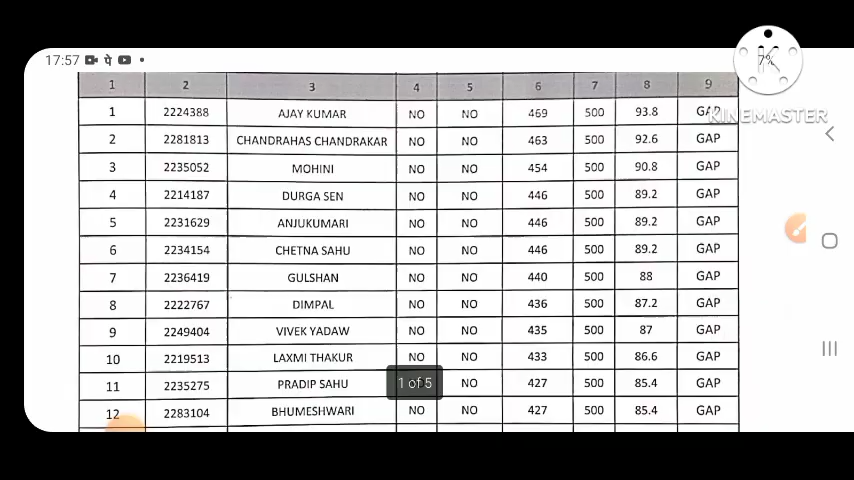 17:57 पे
7%
KINEMASTER
1 2 3 4 5 6 7 8 9
1 2224388 AJAY KUMAR NO NO 469 500 93.8 GAP
2 2281813 CHANDRAHAS CHANDRAKAR NO NO 463 500 92.6 GAP
3 2235052 MOHINI NO NO 454 500 90.8 GAP
4 2214187 DURGA SEN NO NO 446 500 89.2 GAP
5 2231629 ANJUKUMARI NO NO 446 500 89.2 GAP
6 2234154 CHETNA SAHU NO NO 446 500 89.2 GAP
7 2236419 GULSHAN NO NO 440 500 88 GAP
8 2222767 DIMPAL NO NO 436 500 87.2 GAP
9 2249404 VIVEK YADAW NO NO 435 500 87 GAP
10 2219513 LAXMI THAKUR NO NO 433 500 86.6 GAP
1 of 5
11 2235275 PRADIP SAHU NO 427 500 85.4 GAP
12 2283104 BHUMESHWARI NO NO 427 500 85.4 GAP